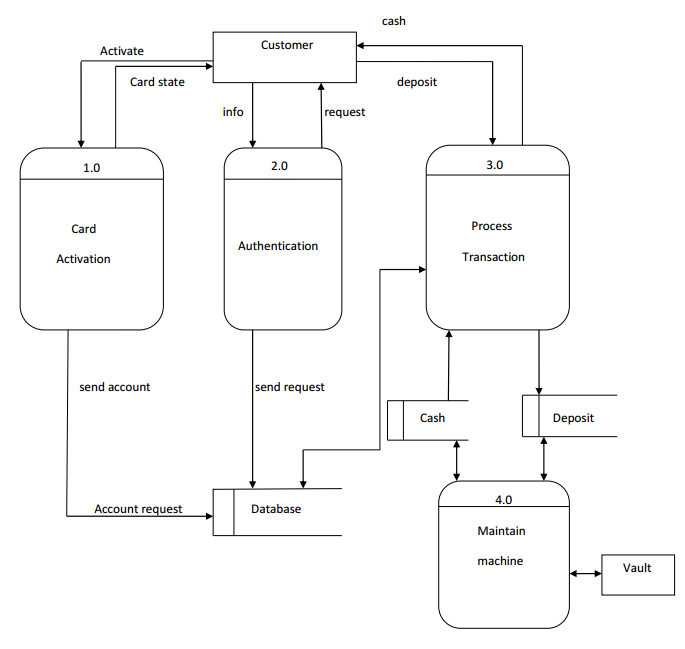 cash
Customer
Activate
Card state
deposit
info
request
1.0
2.0
3.0
Card
Activation
Authentication
Process
Transaction
send account
send request
Cash
Deposit
Account request
Database
4.0
Maintain
machine
Vault